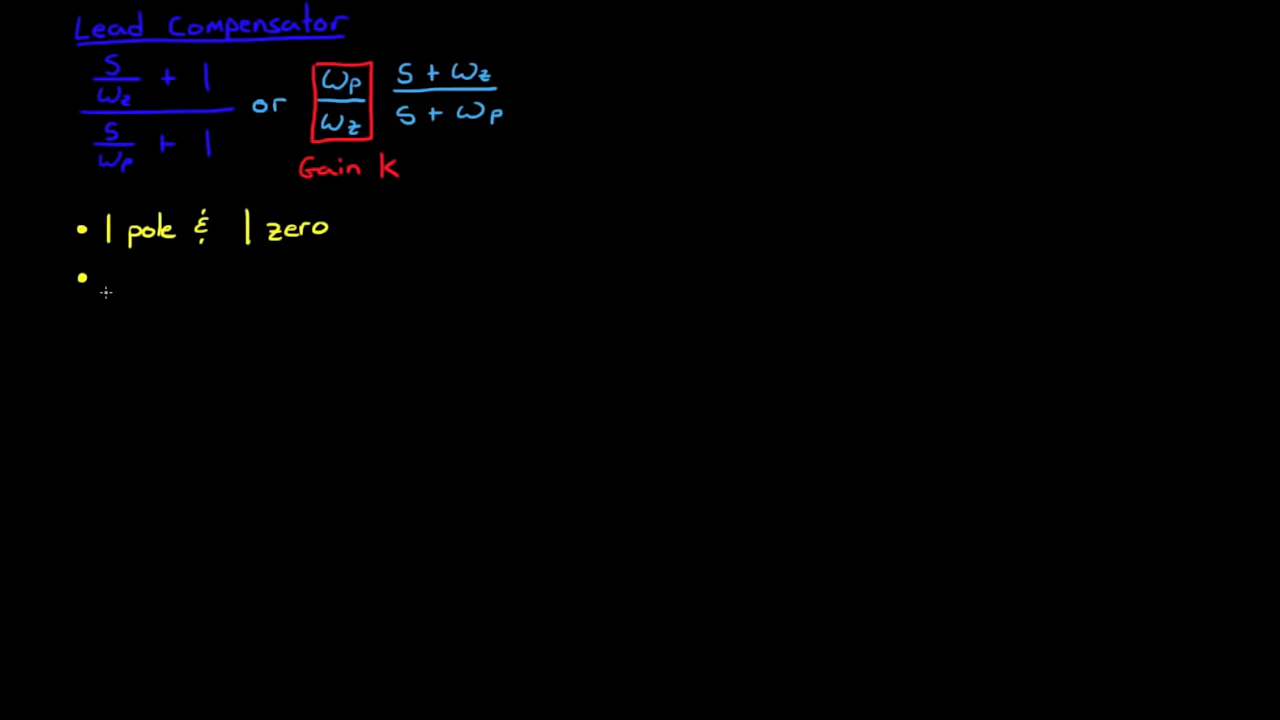 Lead Compensator
s/ωz + 1 / s/ωp + 1 or ωp/ωz s + ωz / s + ωp
Gain k
• 1 pole & 1 zero
•